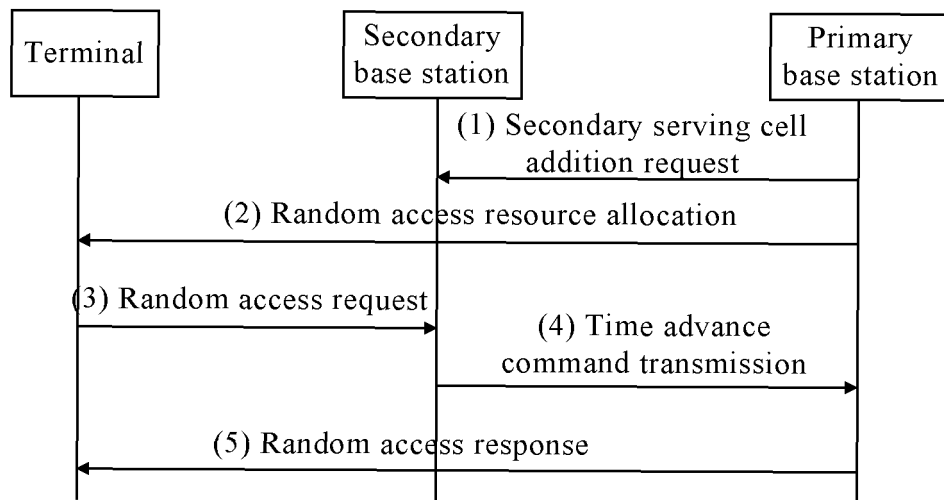 Terminal
Secondary
base station
Primary
base station
(1) Secondary serving cell
addition request
(2) Random access resource allocation
(3) Random access request
(4) Time advance
command transmission
(5) Random access response